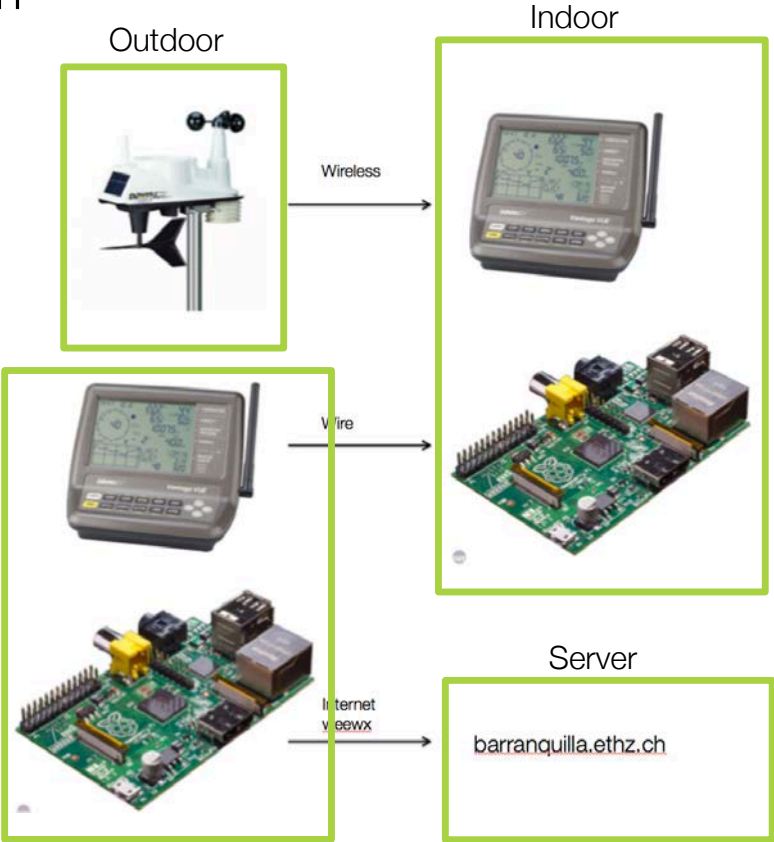 Outdoor
Indoor
Wireless
Wire
Internet
weewx
Server
barranquilla.ethz.ch